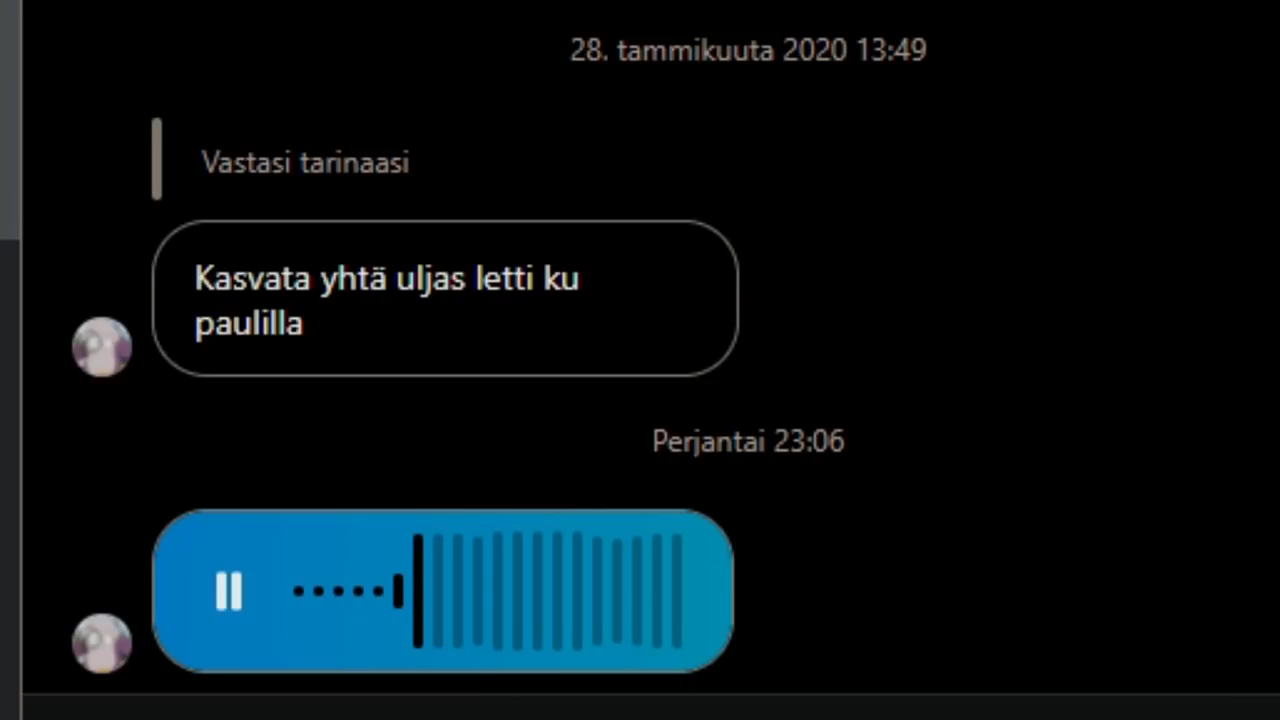 28. tammikuuta 2020 13:49
Vastasi tarinaasi
Kasvata yhtä uljas letti ku
paulilla
Perjantai 23:06